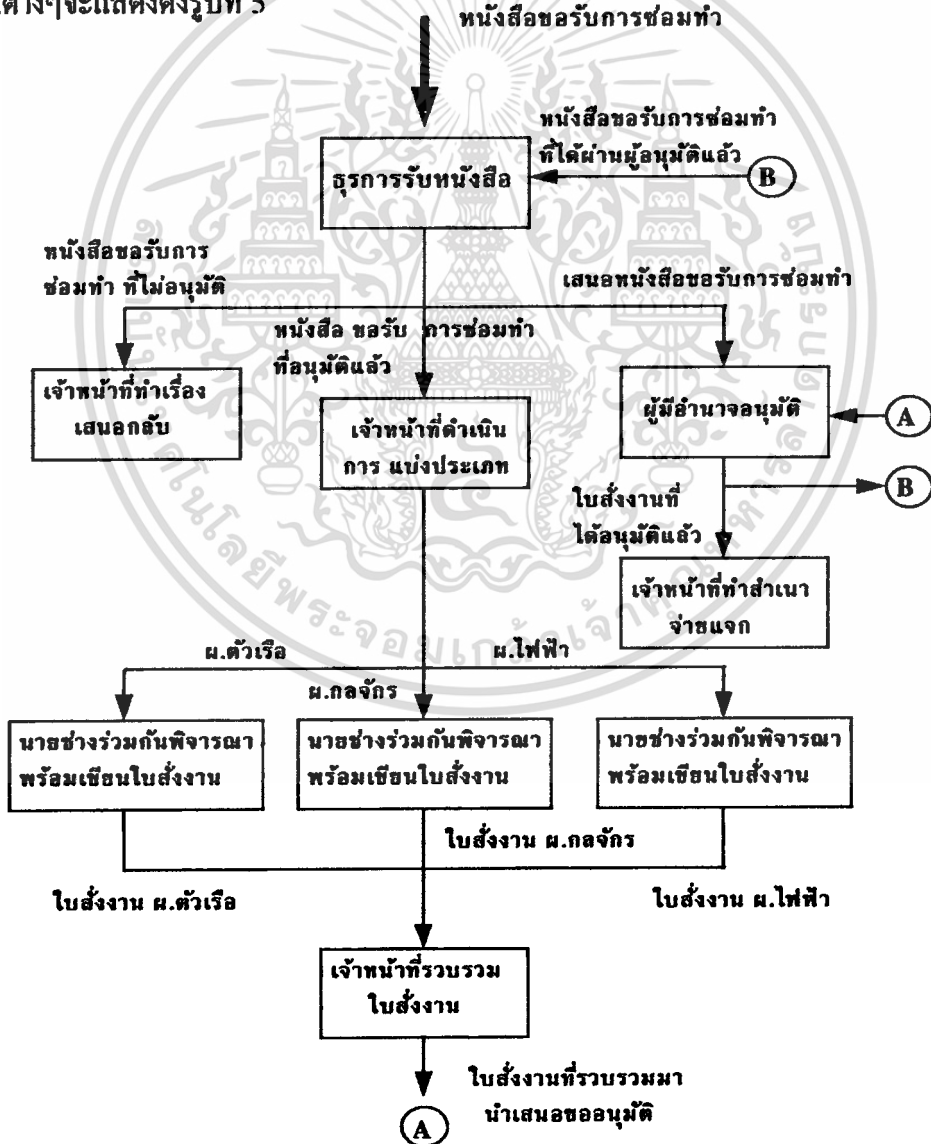 ต่างๆจะแสดงดังรูปที่ 3
หนังสือขอรับการซ่อมทำ
หนังสือขอรับการซ่อมทำ
ที่ได้ผ่านผู้อนุมัติแล้ว
B
ธุรการรับหนังสือ
หนังสือขอรับการ
ซ่อมทำ ที่ไม่อนุมัติ
เสนอหนังสือขอรับการซ่อมทำ
หนังสือ ขอรับ การซ่อมทำ
ที่อนุมัติแล้ว
เจ้าหน้าที่ทำเรื่อง
เสนอกลับ
เจ้าหน้าที่ดำเนิน
การ แบ่งประเภท
ผู้มีอำนาจอนุมัติ
A
B
ใบสั่งงานที่
ได้อนุมัติแล้ว
เจ้าหน้าที่ทำสำเนา
จ่ายแจก
ผ.ตัวเรือ
ผ.กลจักร
ผ.ไฟฟ้า
นายช่างร่วมกันพิจารณา
พร้อมเขียนใบสั่งงาน
นายช่างร่วมกันพิจารณา
พร้อมเขียนใบสั่งงาน
นายช่างร่วมกันพิจารณา
พร้อมเขียนใบสั่งงาน
ใบสั่งงาน ผ.กลจักร
ใบสั่งงาน ผ.ตัวเรือ
ใบสั่งงาน ผ.ไฟฟ้า
เจ้าหน้าที่รวบรวม
ใบสั่งงาน
ใบสั่งงานที่รวบรวมมา
นำเสนอขออนุมัติ
A